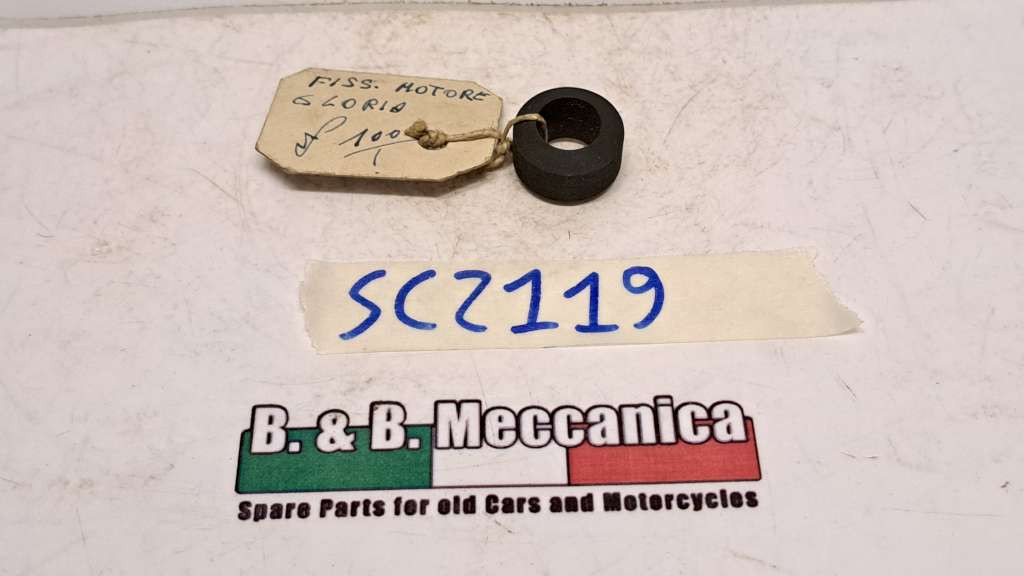 FISS. MOTORE
GLORIA
£ 100
SC2119
B. & B. Meccanica
Spare Parts for old Cars and Motorcycles